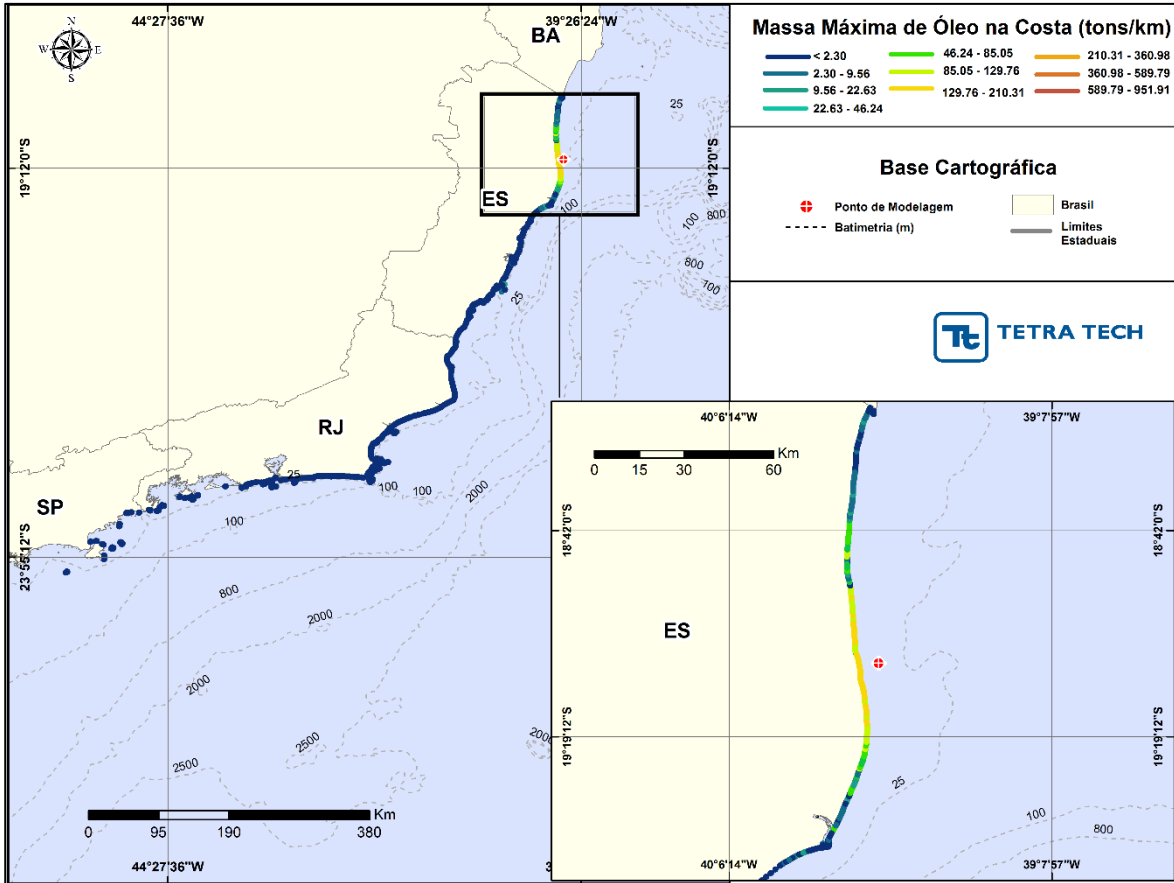 44°27'36"W
39°26'24"W
N
W
E
S
BA
25
19°12'0"S
19°12'0"S
ES
100
100
800
800
100
25
RJ
25
SP
100
100
2000
100
23°55'12"S
800
2000
2000
2000
2500
2500
Km
0 95 190 380
44°27'36"W
3
Massa Máxima de Óleo na Costa (tons/km)
< 2.30
46.24 - 85.05
210.31 - 360.98
2.30 - 9.56
85.05 - 129.76
360.98 - 589.79
9.56 - 22.63
129.76 - 210.31
589.79 - 951.91
22.63 - 46.24
Base Cartográfica
Ponto de Modelagem
Brasil
Batimetria (m)
Limites
Estaduais
Tt
TETRA TECH
40°6'14"W
39°7'57"W
Km
0 15 30 60
18°42'0"S
18°42'0"S
ES
19°19'12"S
19°19'12"S
25
100
800
40°6'14"W
39°7'57"W